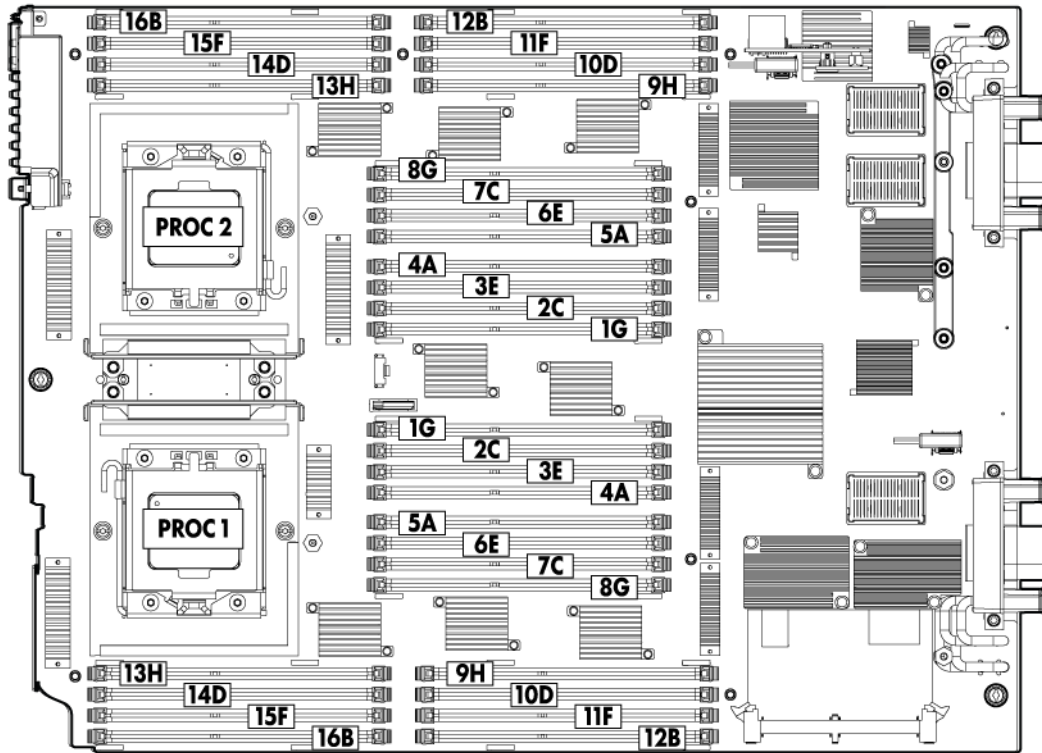 16B 12B
15F 11F
14D 10D
13H 9H
8G
7C
6E
PROC 2
5A
4A
3E
2C
1G
1G
2C
3E
4A
PROC 1
5A
6E
7C
8G
13H 9H
14D 10D
15F 11F
16B 12B